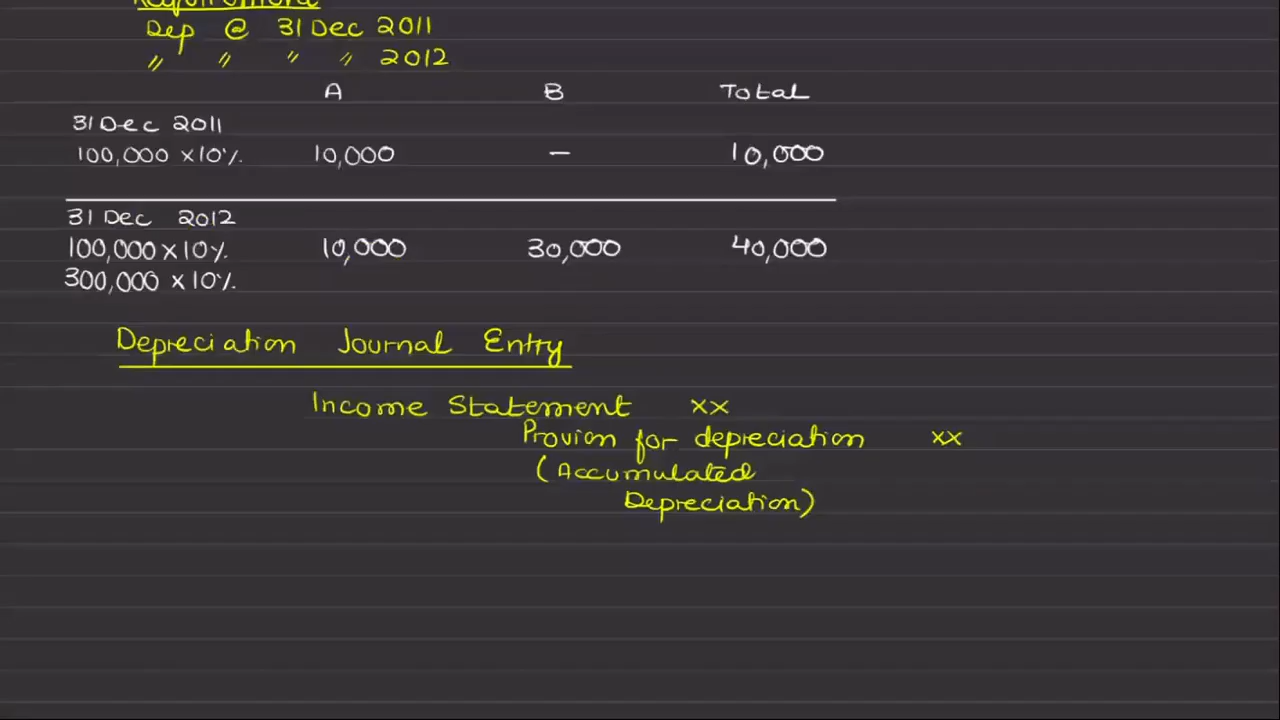 Requirement
Dep @ 31 Dec 2011
" " " " 2012
A B Total
31 Dec 2011
100,000 x 10% 10,000 — 10,000
31 Dec 2012
100,000 x 10% 10,000 30,000 40,000
300,000 x 10%
Depreciation Journal Entry
Income Statement xx
Provion for depreciation xx
(Accumulated
Depreciation)